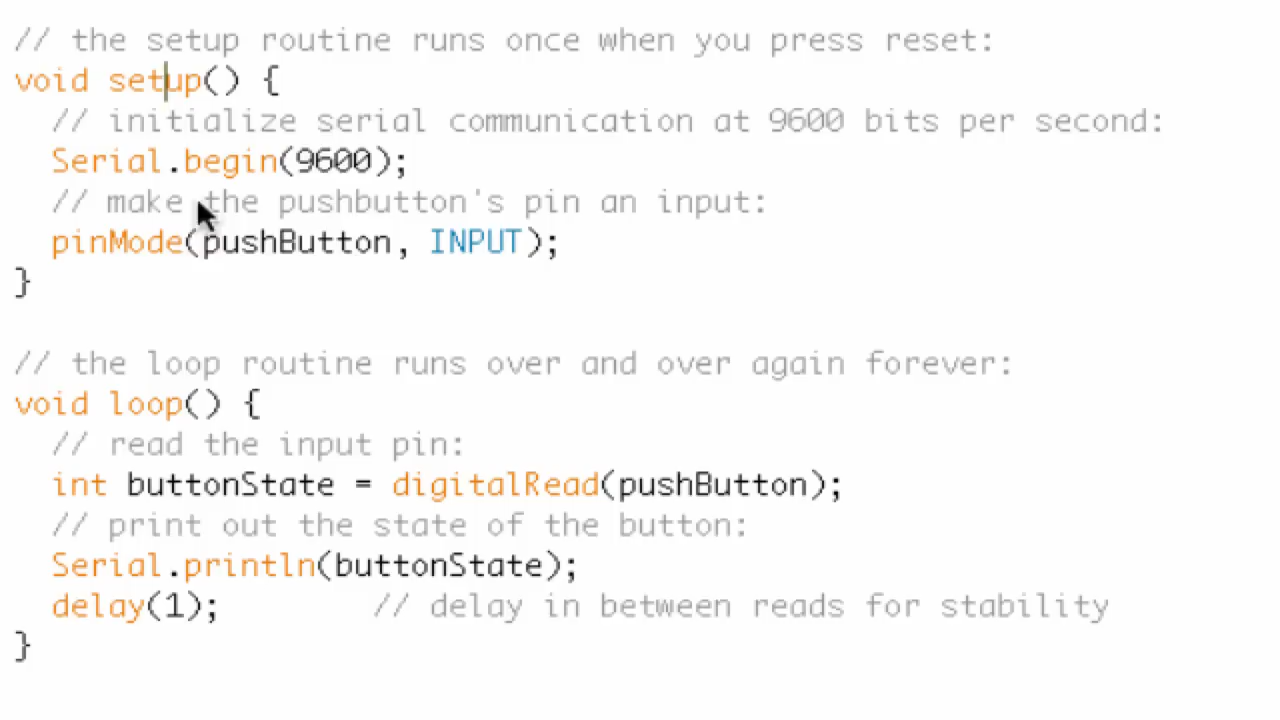 // the setup routine runs once when you press reset:
void setup() {
  // initialize serial communication at 9600 bits per second:
  Serial.begin(9600);
  // make the pushbutton's pin an input:
  pinMode(pushButton, INPUT);
}

// the loop routine runs over and over again forever:
void loop() {
  // read the input pin:
  int buttonState = digitalRead(pushButton);
  // print out the state of the button:
  Serial.println(buttonState);
  delay(1);        // delay in between reads for stability
}